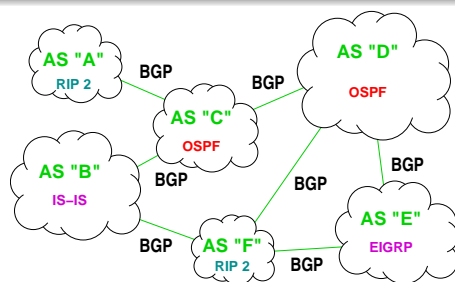 AS "A"
RIP 2
BGP
BGP
AS "D"
OSPF
AS "C"
OSPF
AS "B"
IS–IS
BGP
BGP
BGP
BGP
AS "F"
RIP 2
BGP
AS "E"
EIGRP